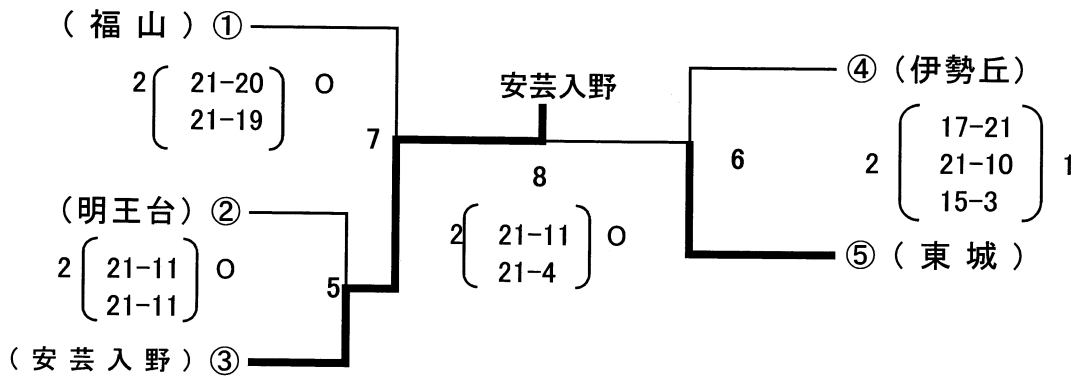 (福山) ①
2 (21-20) 0
21-19
7
(明王台) ②
2 (21-11) 0
21-11
5
(安芸入野) ③
安芸入野
8
2 (21-11) 0
21-4
④ (伊勢丘)
6
17-21
2 (21-10) 1
15-3
⑤ (東城)